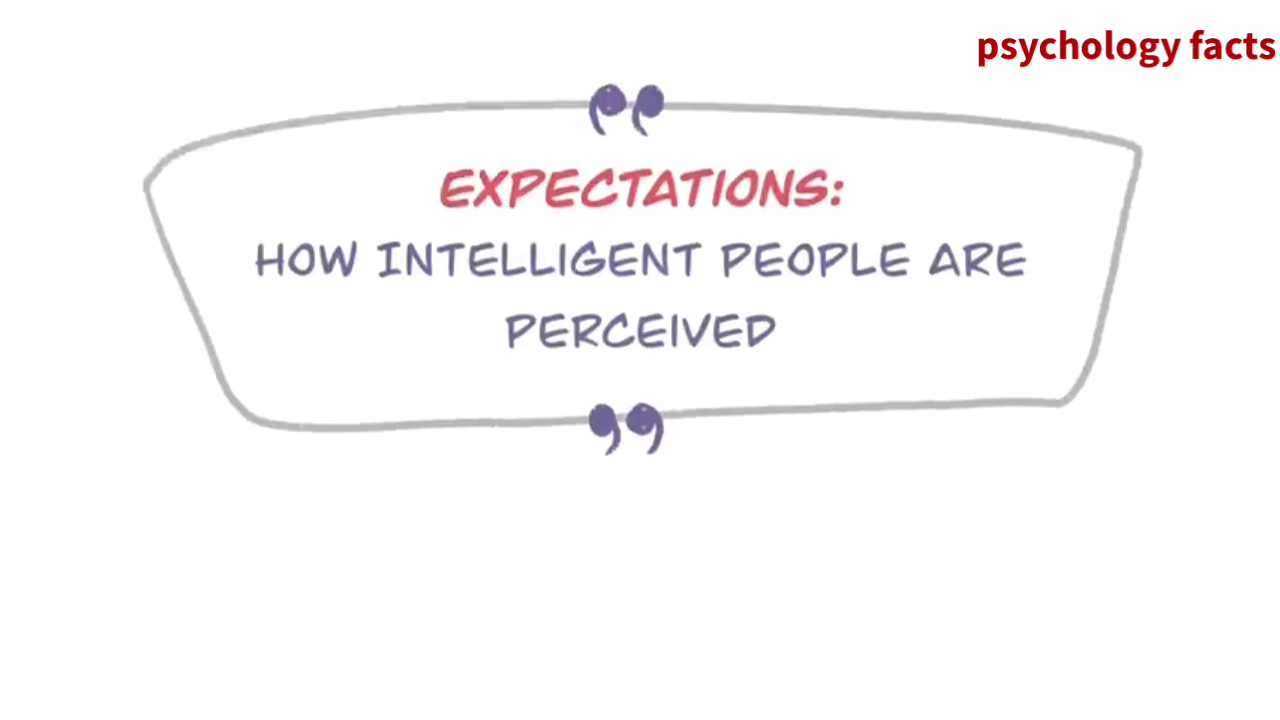 psychology facts
EXPECTATIONS:
HOW INTELLIGENT PEOPLE ARE
PERCEIVED